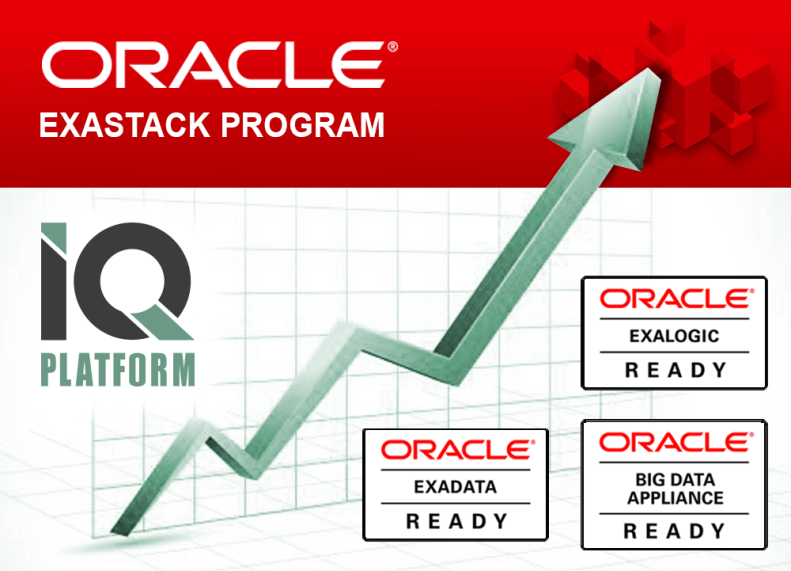 ORACLE®
EXASTACK PROGRAM
iQ
PLATFORM
ORACLE®
EXALOGIC
READY
ORACLE®
EXADATA
READY
ORACLE®
BIG DATA
APPLIANCE
READY